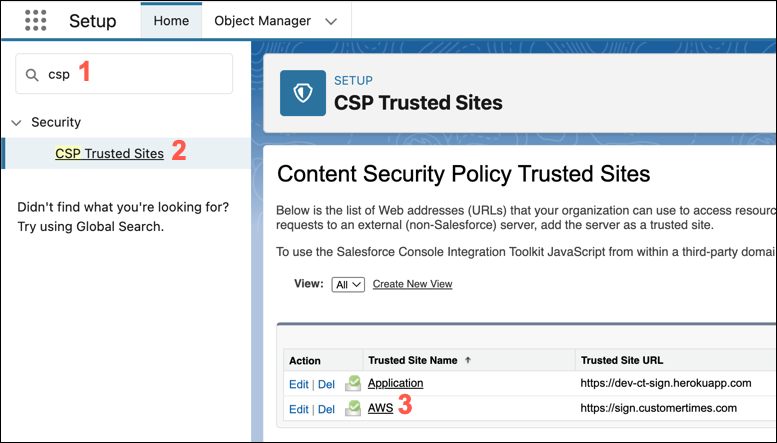 Setup Home Object Manager
csp 1
Security
CSP Trusted Sites 2
Didn't find what you're looking for?
Try using Global Search.
SETUP
CSP Trusted Sites
Content Security Policy Trusted Sites
Below is the list of Web addresses (URLs) that your organization can use to access resourc
requests to an external (non-Salesforce) server, add the server as a trusted site.
To use the Salesforce Console Integration Toolkit JavaScript from within a third-party domai
View: All Create New View
Action Trusted Site Name Trusted Site URL
Edit | Del Application https://dev-ct-sign.herokuapp.com
Edit | Del AWS 3 https://sign.customertimes.com